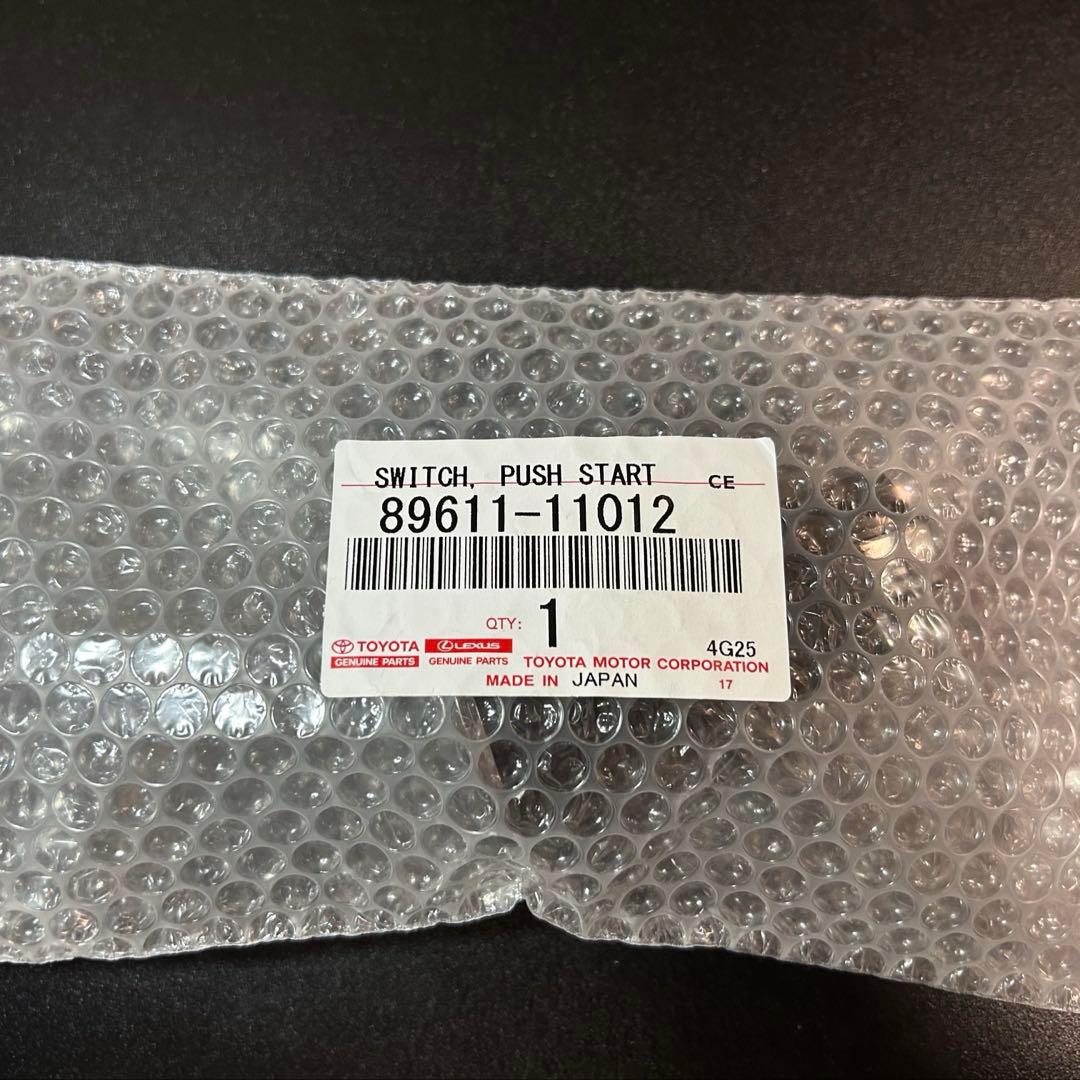 SWITCH, PUSH START CE
89611-11012
QTY: 1
TOYOTA LEXUS 4G25
GENUINE PARTS GENUINE PARTS TOYOTA MOTOR CORPORATION
MADE IN JAPAN 17